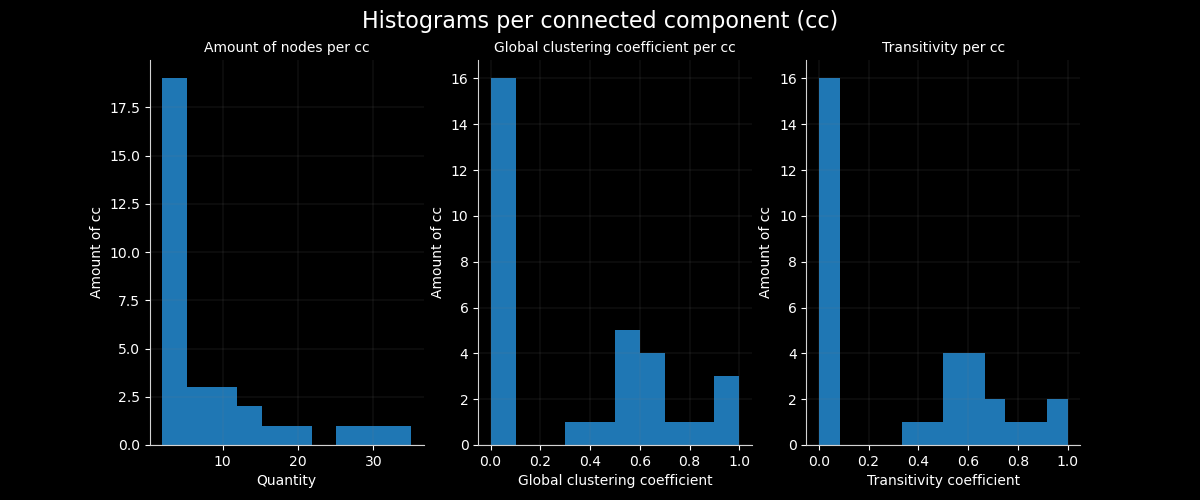 Histograms per connected component (cc)
Amount of nodes per cc
Amount of cc
17.5
15.0
12.5
10.0
7.5
5.0
2.5
0.0
10 20 30
Quantity
Global clustering coefficient per cc
Amount of cc
16
14
12
10
8
6
4
2
0
0.0 0.2 0.4 0.6 0.8 1.0
Global clustering coefficient
Transitivity per cc
Amount of cc
16
14
12
10
8
6
4
2
0
0.0 0.2 0.4 0.6 0.8 1.0
Transitivity coefficient